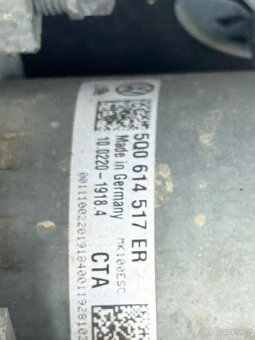 5Q0 614 517 ER
Made in Germany MK100ESC
10.0220-1918.4 CTA